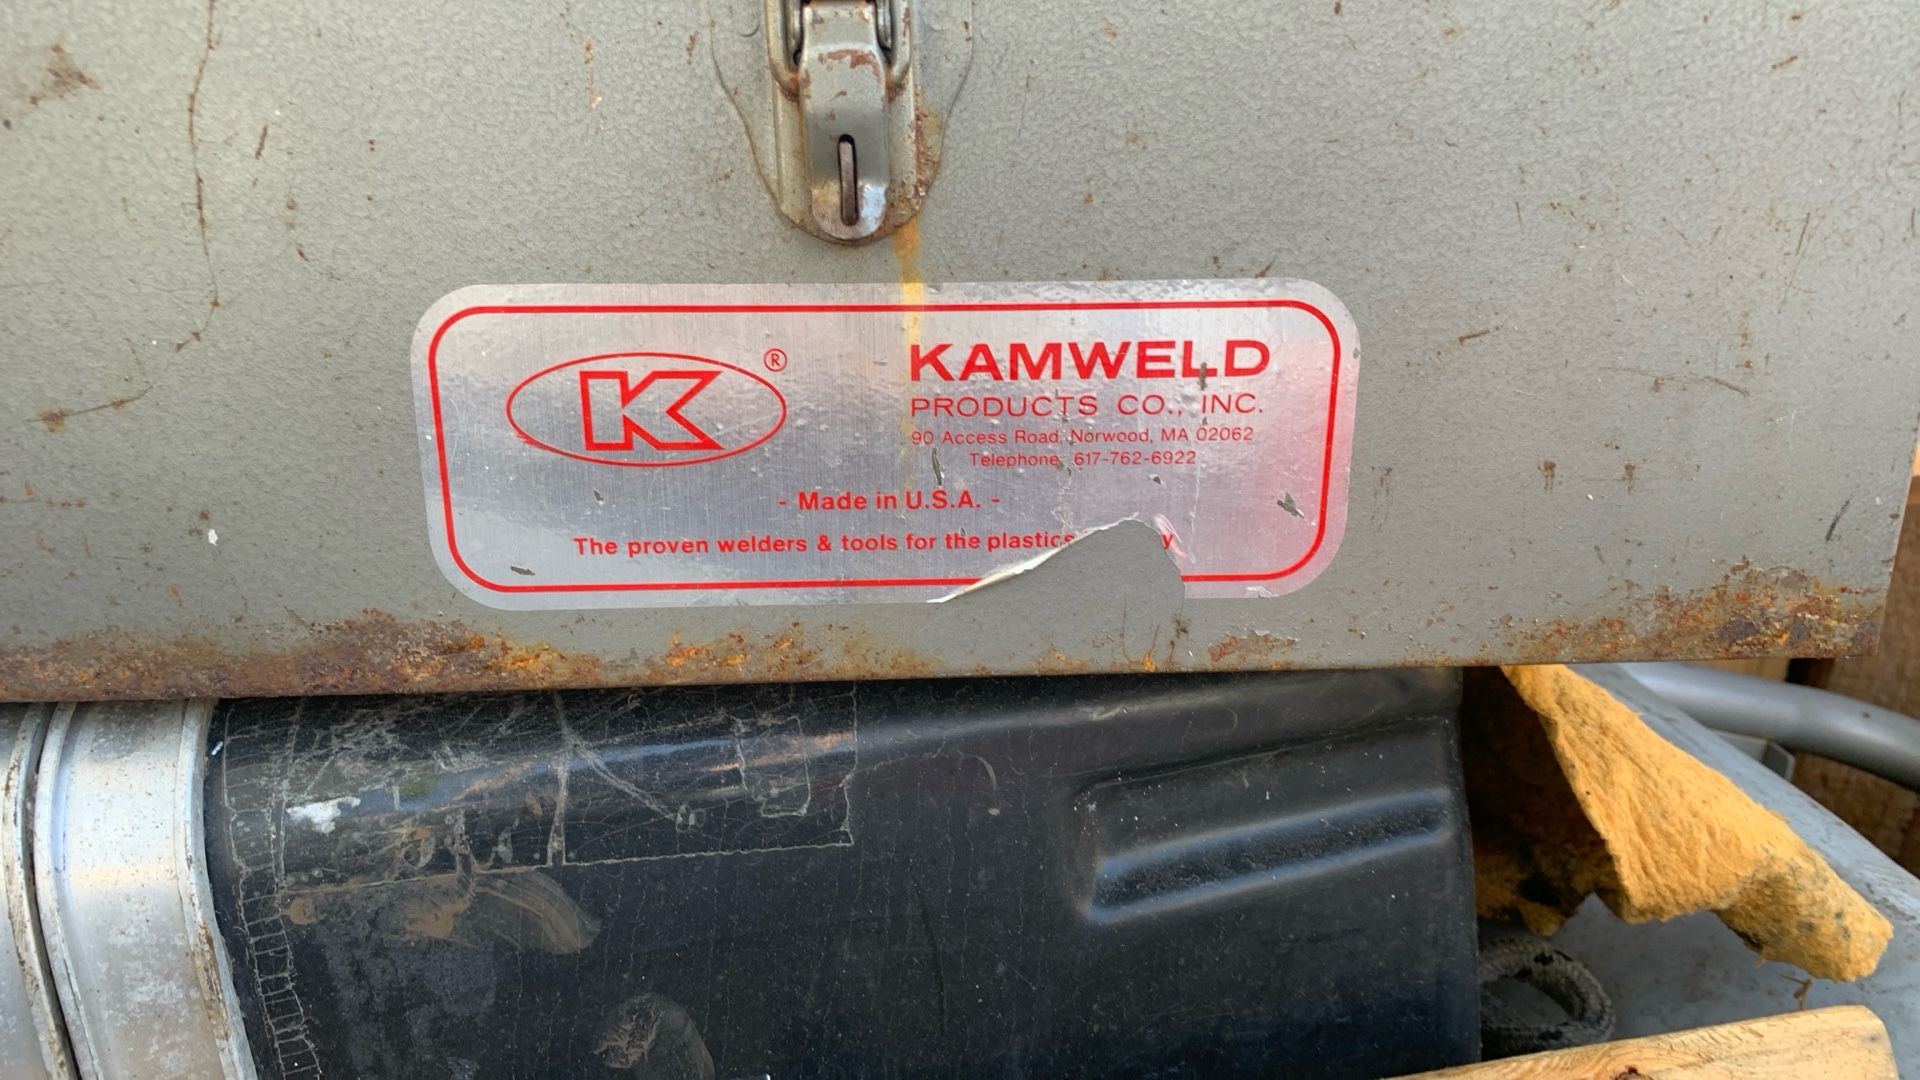 K ®
KAMWELD
PRODUCTS CO., INC.
90 Access Road, Norwood, MA 02062
Telephone: 617-762-6922
- Made in U.S.A. -
The proven welders & tools for the plastics